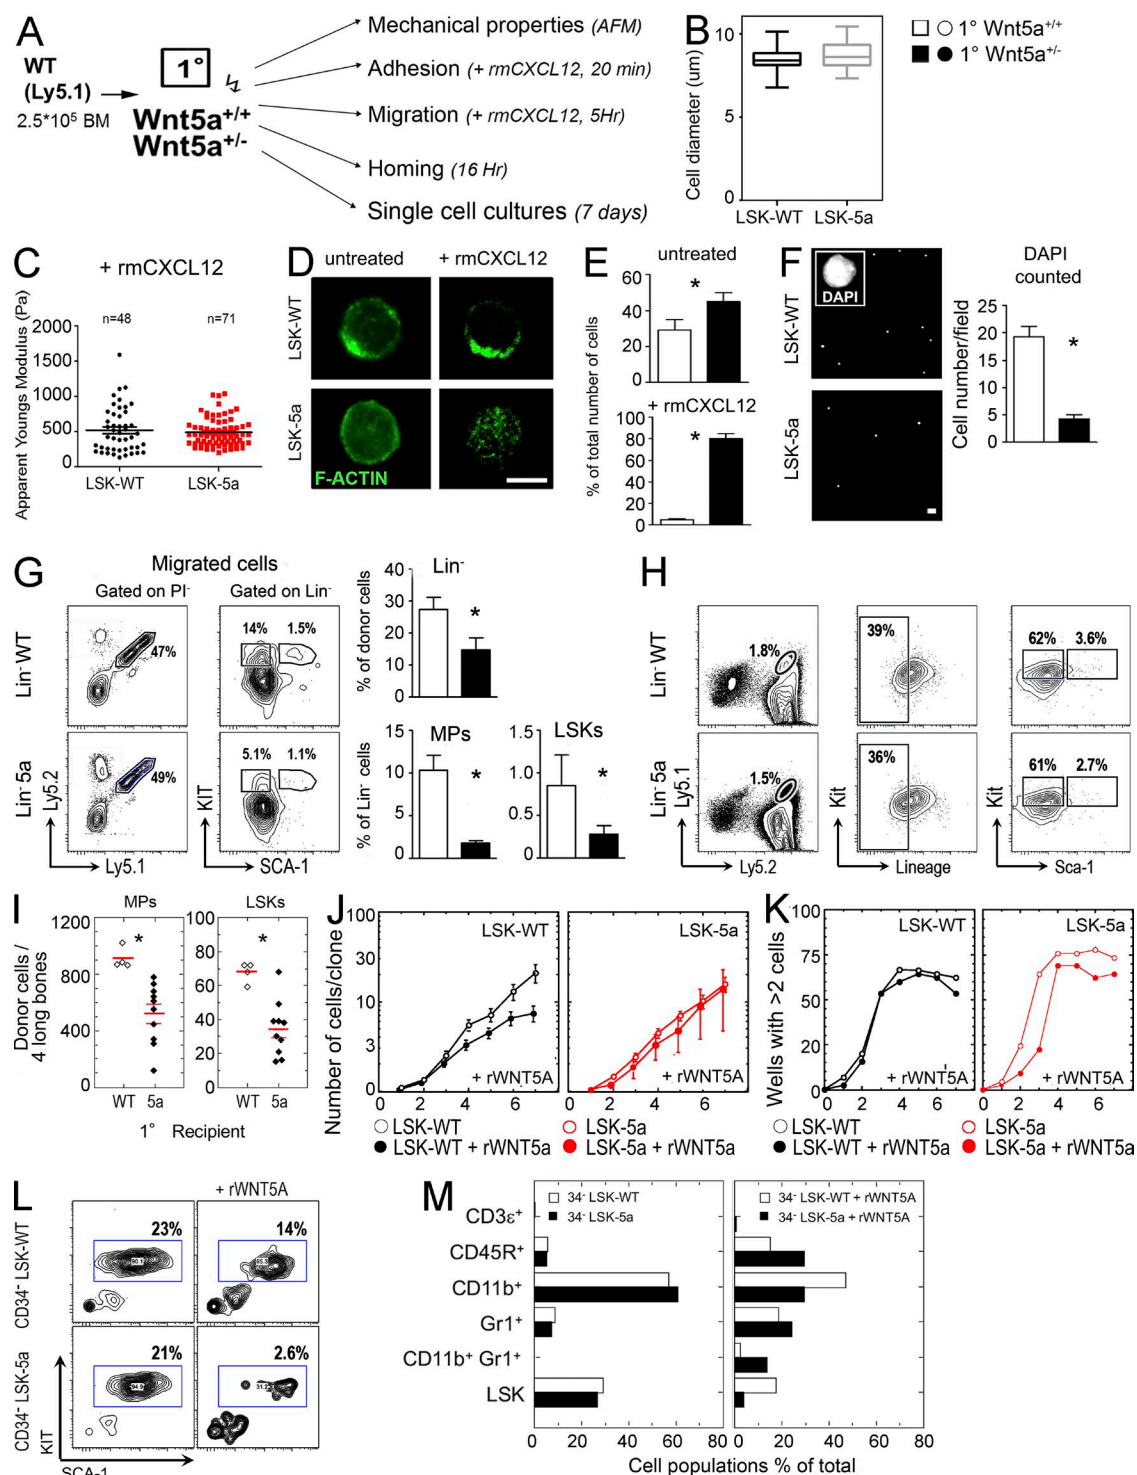 A
WT
(Ly5.1)
2.5*10⁵ BM
1°
Wnt5a+/+
Wnt5a+/-
Mechanical properties (AFM)
Adhesion (+ rmCXCL12, 20 min)
Migration (+ rmCXCL12, 5Hr)
Homing (16 Hr)
Single cell cultures (7 days)
B
Cell diameter (um)
10
5
0
LSK-WT LSK-5a
1° Wnt5a+/+
1° Wnt5a+/-
C
+ rmCXCL12
Apparent Youngs Modulus (Pa)
n=48 n=71
2000
1500
1000
500
0
LSK-WT LSK-5a
D
untreated + rmCXCL12
LSK-WT
LSK-5a
F-ACTIN
E
untreated
% of total number of cells
60
40
20
0
*
+ rmCXCL12
100
80
60
40
20
0
*
F
DAPI
LSK-WT
LSK-5a
DAPI
counted
Cell number/field
25
20
15
10
5
0
*
G
Migrated cells
Gated on PI- Gated on Lin-
Lin- WT
47%
14% 1.5%
Lin- 5a
49%
5.1% 1.1%
Ly5.2
Ly5.1
KIT
SCA-1
Lin-
% of donor cells
40
30
20
10
0
*
MPs
% of Lin- cells
15
10
5
0
*
LSKs
1.5
1.0
0.5
0.0
*
H
Lin- WT
1.8%
39%
62% 3.6%
Lin- 5a
1.5%
36%
61% 2.7%
Ly5.1
Ly5.2
Kit
Lineage
Kit
Sca-1
I
MPs LSKs
Donor cells /
4 long bones
1200
800
400
0
*
100
80
60
40
20
0
*
WT 5a WT 5a
1° Recipient
J
Number of cells/clone
100
30
10
3
0
LSK-WT
+ rWNT5A
LSK-5a
+ rWNT5A
0 2 4 6 0 2 4 6
LSK-WT
LSK-WT + rWNT5a
LSK-5a
LSK-5a + rWNT5a
K
Wells with >2 cells
100
75
50
25
0
LSK-WT
+ rWNT5A
LSK-5a
+ rWNT5A
0 2 4 6 0 2 4 6
LSK-WT
LSK-WT + rWNT5a
LSK-5a
LSK-5a + rWNT5a
L
+ rWNT5A
CD34- LSK-WT
23% 14%
CD34- LSK-5a
21% 2.6%
KIT
SCA-1
M
34- LSK-WT
34- LSK-5a
34- LSK-WT + rWNT5A
34- LSK-5a + rWNT5A
CD3ε+
CD45R+
CD11b+
Gr1+
CD11b+ Gr1+
LSK
0 20 40 60 80 0 20 40 60 80
Cell populations % of total